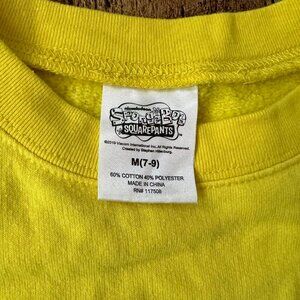 nickelodeon
SpongeBob
SQUAREPANTS
©2019 Viacom International Inc. All Rights Reserved.
Created by Stephen Hillenburg.
M(7-9)
60% COTTON 40% POLYESTER
MADE IN CHINA
RN# 117508